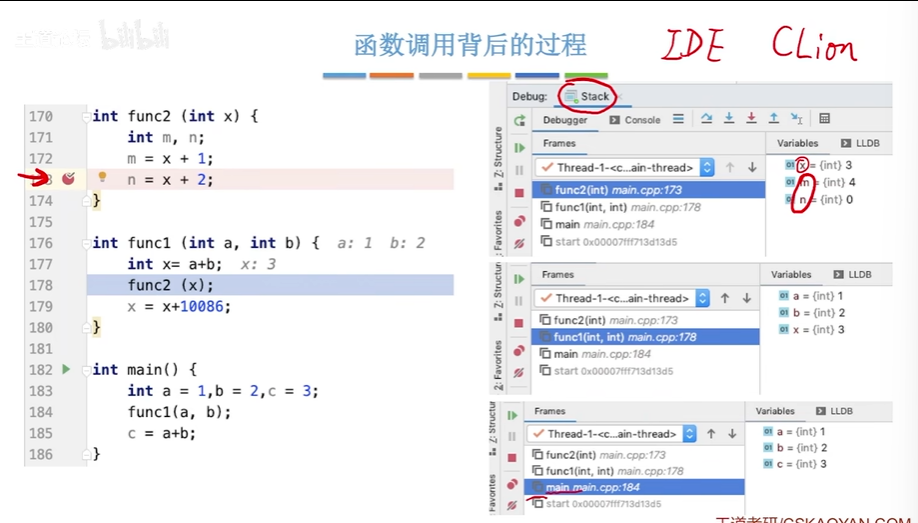 bilibili
函数调用背后的过程
IDE CLion
170 int func2 (int x) {
171 int m, n;
172 m = x + 1;
n = x + 2;
174 }
175
176 int func1 (int a, int b) { a: 1 b: 2
177 int x= a+b; x: 3
178 func2 (x);
179 x = x+10086;
180 }
181
182 int main() {
183 int a = 1,b = 2,c = 3;
184 func1(a, b);
185 c = a+b;
186 }
Debug: Stack
Debugger Console
Z: Structure
Favorites
Frames
Variables LLDB
Thread-1-<c...ain-thread>
func2(int) main.cpp:173
func1(int, int) main.cpp:178
main main.cpp:184
start 0x00007fff713d13d5
x = {int} 3
m = {int} 4
n = {int} 0
Z: Structure
2: Favorites
Frames
Variables LLDB
Thread-1-<c...ain-thread>
func2(int) main.cpp:173
func1(int, int) main.cpp:178
main main.cpp:184
start 0x00007fff713d13d5
a = {int} 1
b = {int} 2
x = {int} 3
Frames
Variables LLDB
Thread-1-<c...ain-thread>
func2(int) main.cpp:173
func1(int, int) main.cpp:178
main main.cpp:184
start 0x00007fff713d13d5
a = {int} 1
b = {int} 2
c = {int} 3
王道考研/CSKAOYAN.COM